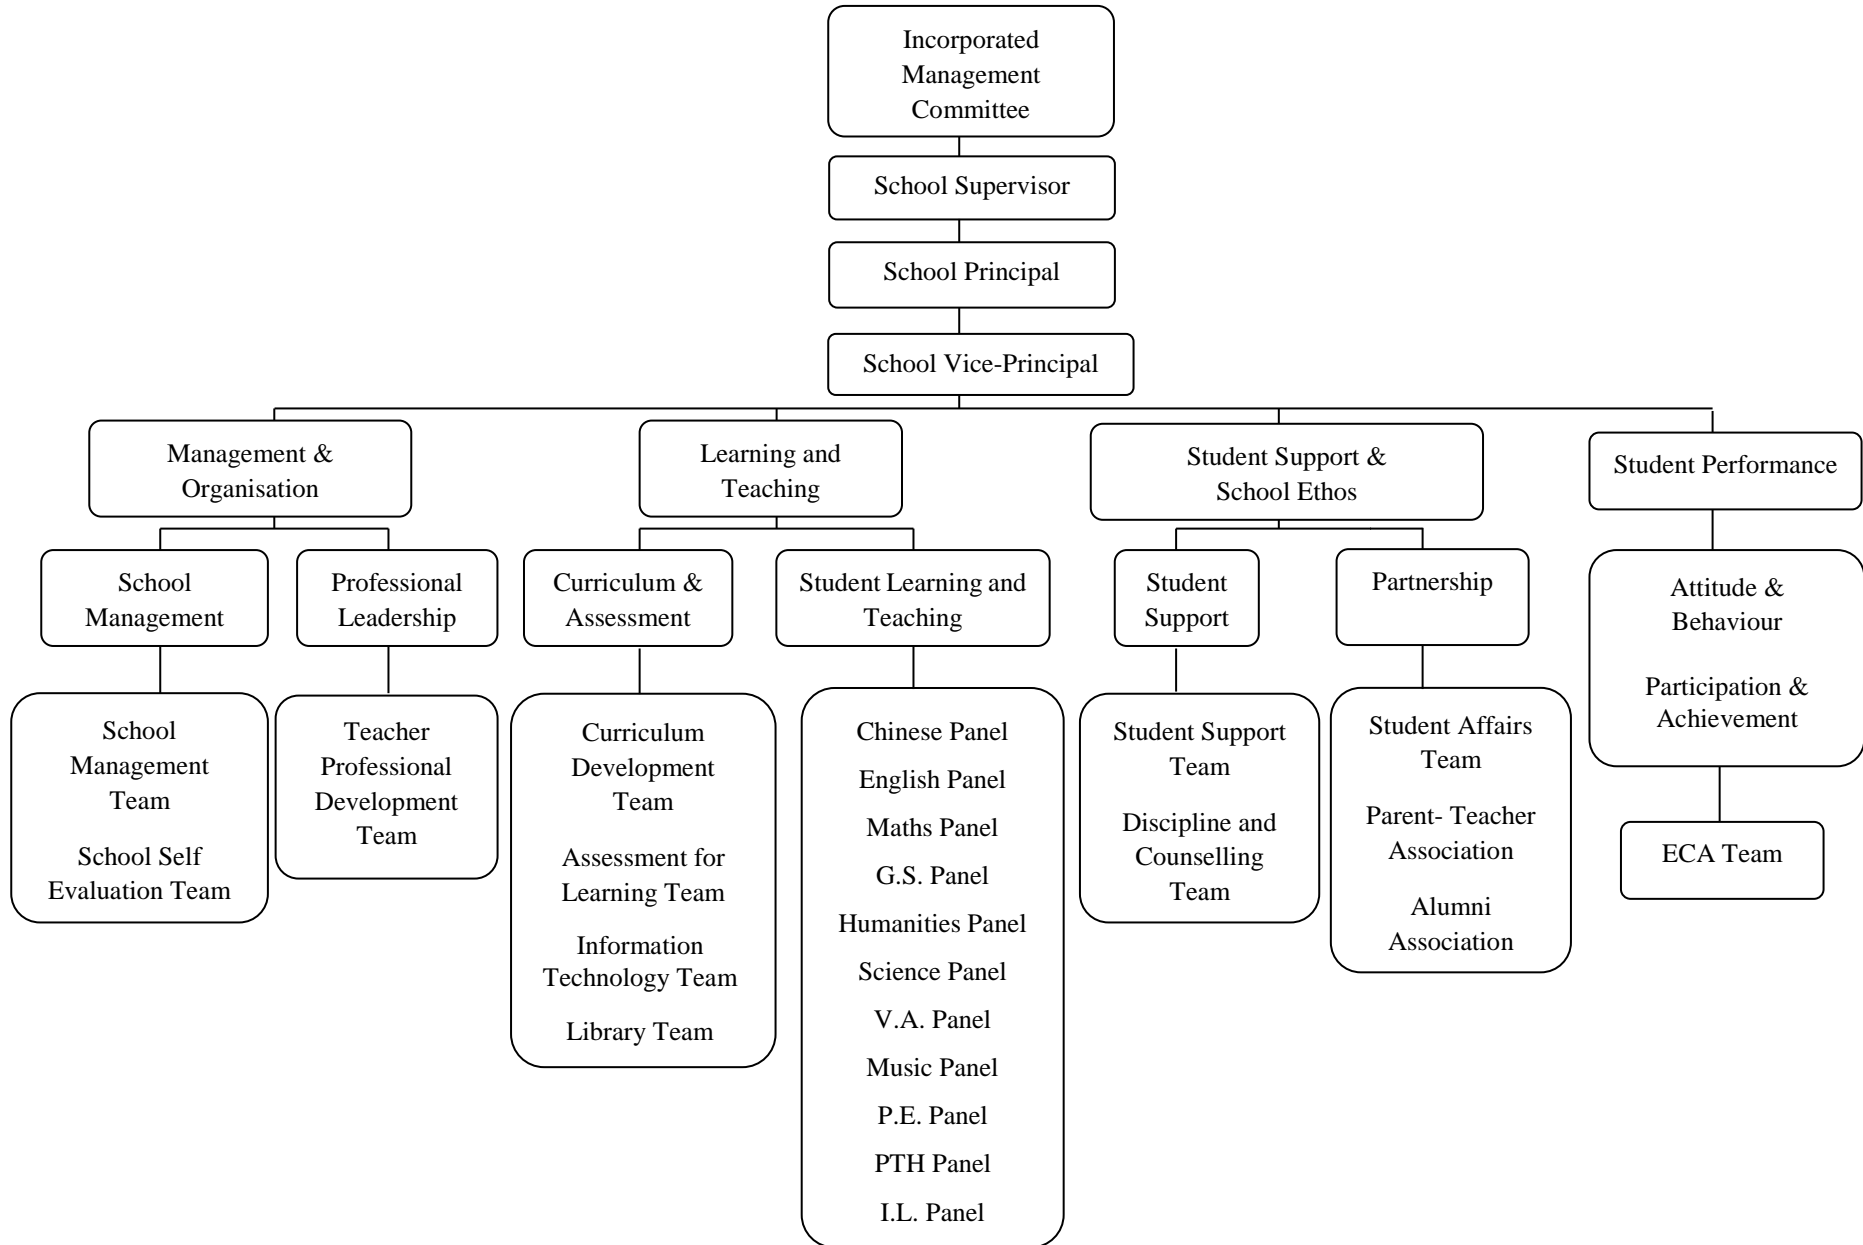 Incorporated
Management
Committee
School Supervisor
School Principal
School Vice-Principal
Management &
Organisation
Learning and
Teaching
Student Support &
School Ethos
Student Performance
School
Management
Professional
Leadership
Curriculum &
Assessment
Student Learning and
Teaching
Student
Support
Partnership
Attitude &
Behaviour
Participation &
Achievement
School
Management
Team
School Self
Evaluation Team
Teacher
Professional
Development
Team
Curriculum
Development
Team
Assessment for
Learning Team
Information
Technology Team
Library Team
Chinese Panel
English Panel
Maths Panel
G.S. Panel
Humanities Panel
Science Panel
V.A. Panel
Music Panel
P.E. Panel
PTH Panel
I.L. Panel
Student Support
Team
Discipline and
Counselling
Team
Student Affairs
Team
Parent- Teacher
Association
Alumni
Association
ECA Team